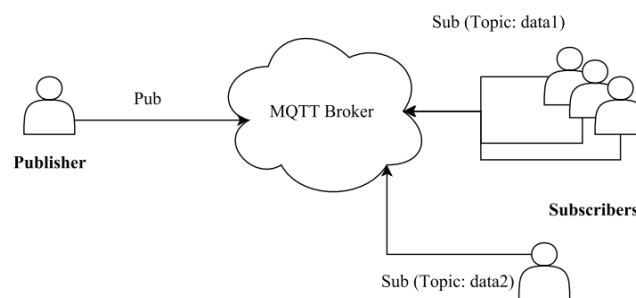 Sub (Topic: data1)
Pub
MQTT Broker
Publisher
Subscribers
Sub (Topic: data2)